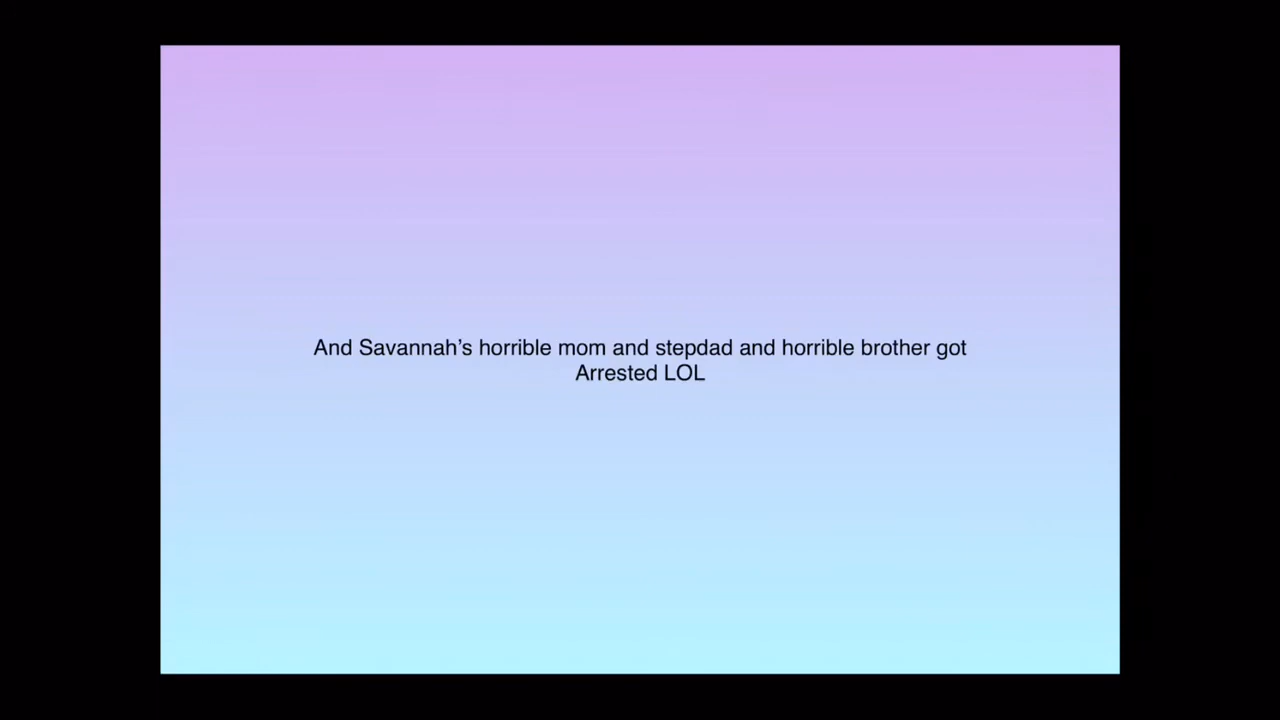 And Savannah’s horrible mom and stepdad and horrible brother got
Arrested LOL